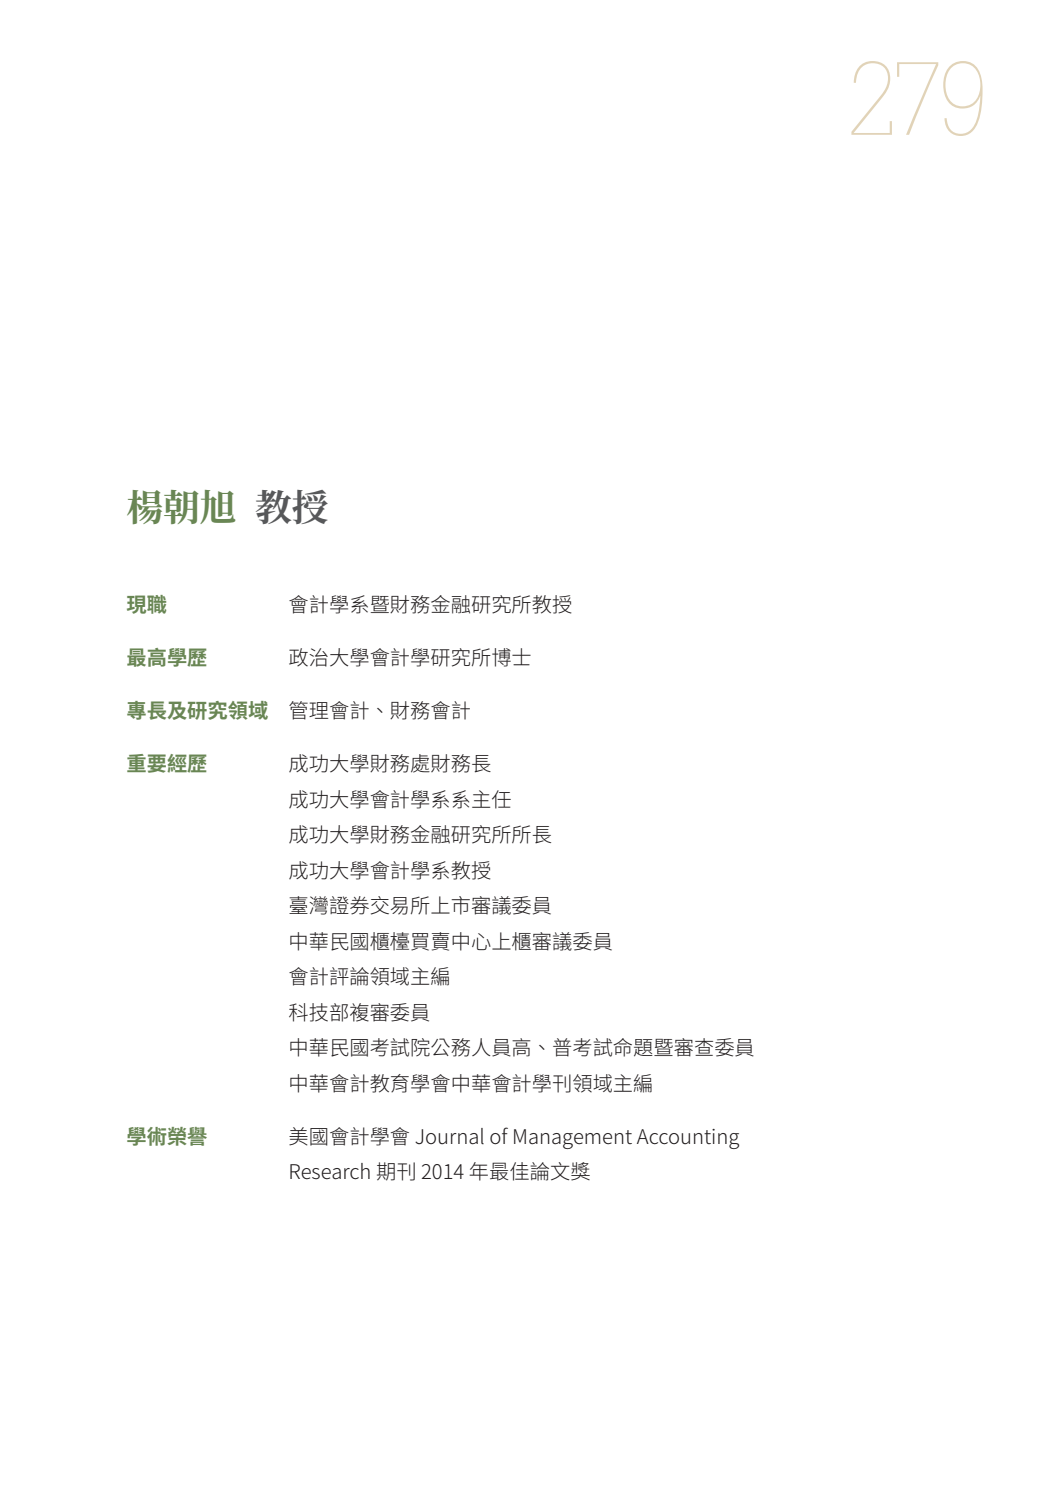 279
楊朝旭 教授
現職 會計學系暨財務金融研究所教授
最高學歷 政治大學會計學研究所博士
專長及研究領域 管理會計、財務會計
重要經歷 成功大學財務處財務長
成功大學會計學系系主任
成功大學財務金融研究所所長
成功大學會計學系教授
臺灣證券交易所上市審議委員
中華民國櫃檯買賣中心上櫃審議委員
會計評論領域主編
科技部複審委員
中華民國考試院公務人員高、普考試命題暨審查委員
中華會計教育學會中華會計學刊領域主編
學術榮譽 美國會計學會 Journal of Management Accounting
Research 期刊 2014 年最佳論文獎